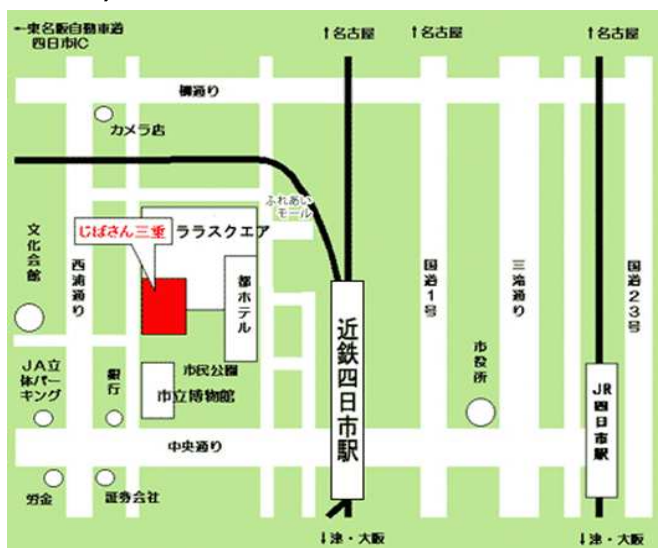 ←東名阪自動車道
四日市IC
↑名古屋
↑名古屋
↑名古屋
柳通り
カメラ店
ふれあい
モール
文化会館
西浦通り
じばさん三重
ララスクエア
都ホテル
近鉄四日市駅
国道1号
三滝通り
国道23号
市役所
JR四日市駅
JA立
体パー
キング
銀行
市民公園
市立博物館
中央通り
労金
証券会社
↓津・大阪
↓津・大阪